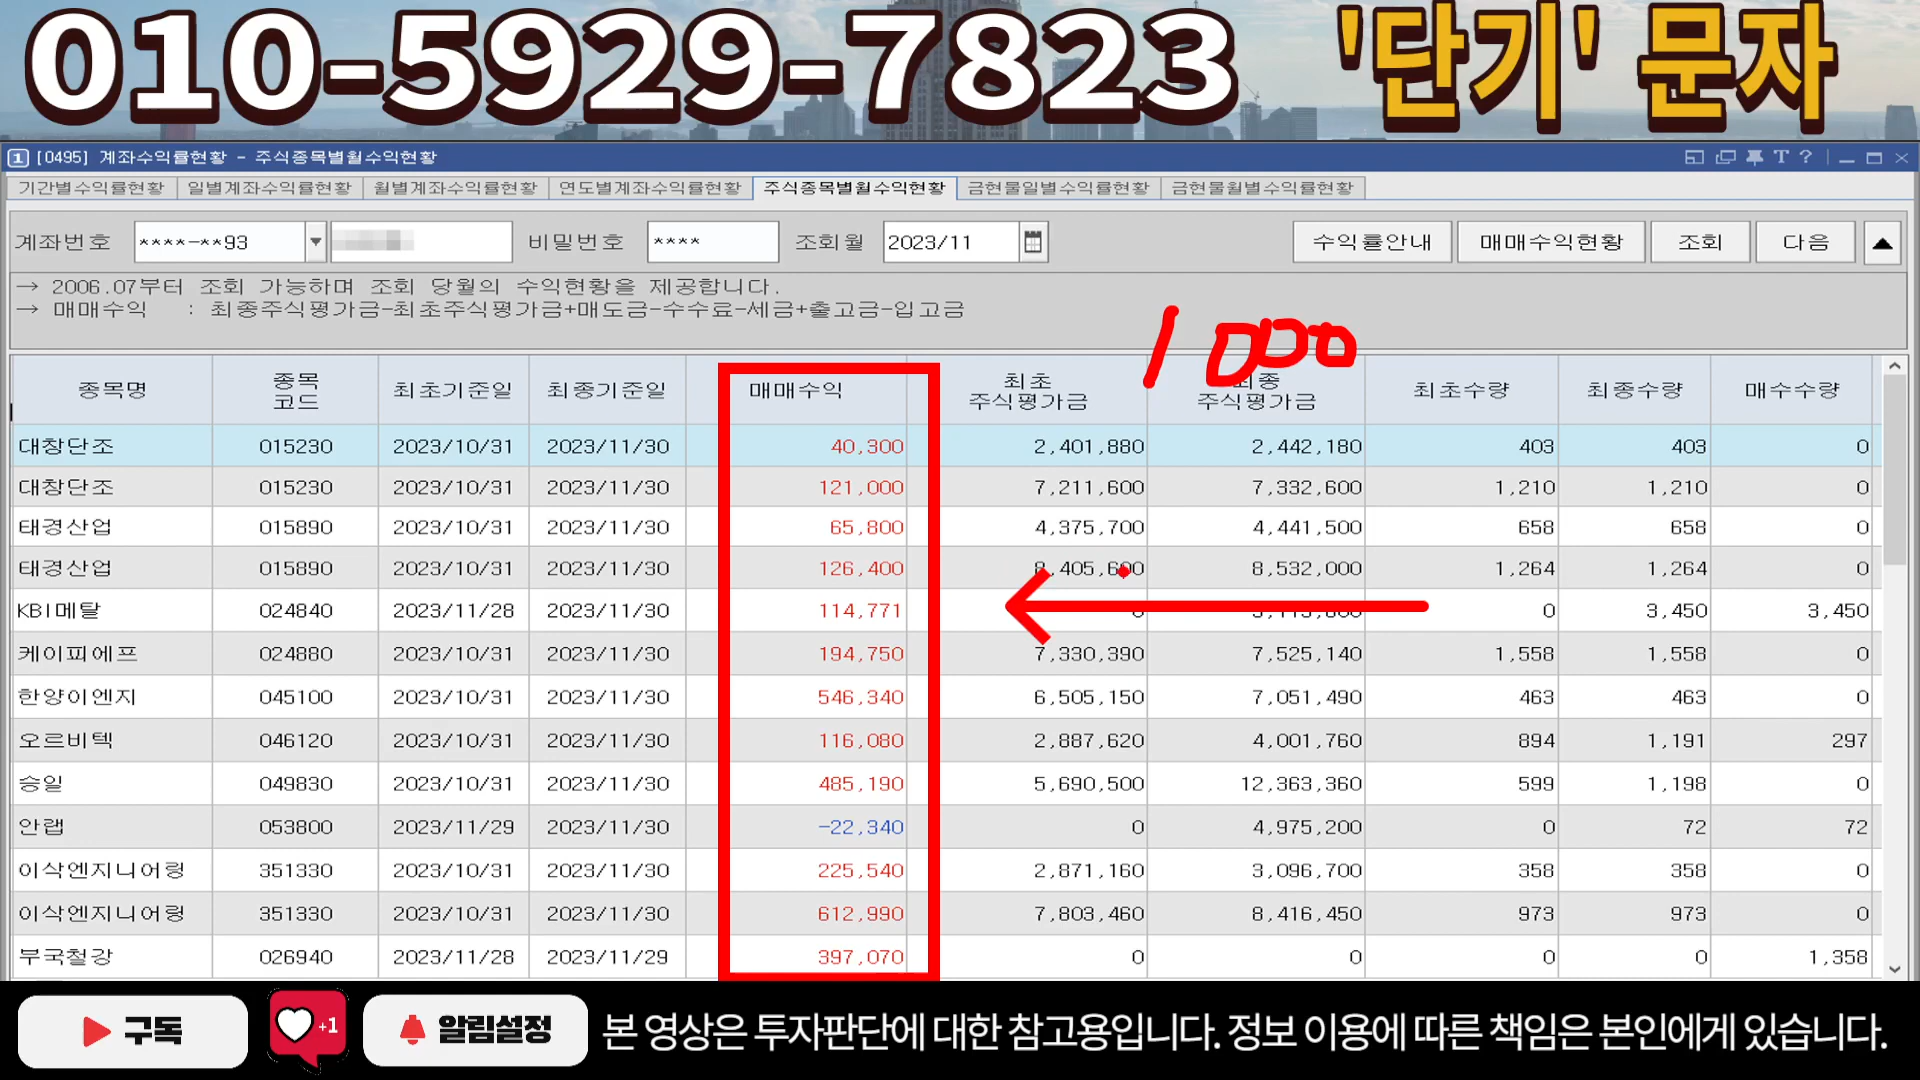 010-5929-7823 '단기' 문자
1 [0495] 계좌수익률현황 - 주식종목별월수익현황
기간별수익률현황 일별계좌수익률현황 월별계좌수익률현황 연도별계좌수익률현황 주식종목별월수익현황 금현물일별수익률현황 금현물월별수익률현황
계좌번호 ****-**93 비밀번호 **** 조회월 2023/11 수익률안내 매매수익현황 조회 다음
→ 2006.07부터 조회 가능하며 조회 당월의 수익현황을 제공합니다.
→ 매매수익 : 최종주식평가금-최초주식평가금+매도금-수수료-세금+출고금-입고금
1000
종목명 종목코드 최초기준일 최종기준일 매매수익 최초주식평가금 최종주식평가금 최초수량 최종수량 매수수량
대창단조 015230 2023/10/31 2023/11/30 40,300 2,401,880 2,442,180 403 403 0
대창단조 015230 2023/10/31 2023/11/30 121,000 7,211,600 7,332,600 1,210 1,210 0
태경산업 015890 2023/10/31 2023/11/30 65,800 4,375,700 4,441,500 658 658 0
태경산업 015890 2023/10/31 2023/11/30 126,400 8,405,600 8,532,000 1,264 1,264 0
KBI메탈 024840 2023/11/28 2023/11/30 114,771 0 0 3,450 3,450
케이피에프 024880 2023/10/31 2023/11/30 194,750 7,330,390 7,525,140 1,558 1,558 0
한양이엔지 045100 2023/10/31 2023/11/30 546,340 6,505,150 7,051,490 463 463 0
오르비텍 046120 2023/10/31 2023/11/30 116,080 2,887,620 4,001,760 894 1,191 297
승일 049830 2023/10/31 2023/11/30 485,190 5,690,500 12,363,360 599 1,198 0
안랩 053800 2023/11/29 2023/11/30 -22,340 0 4,975,200 0 72 72
이삭엔지니어링 351330 2023/10/31 2023/11/30 225,540 2,871,160 3,096,700 358 358 0
이삭엔지니어링 351330 2023/10/31 2023/11/30 612,990 7,803,460 8,416,450 973 973 0
부국철강 026940 2023/11/28 2023/11/29 397,070 0 0 0 0 1,358
구독 +1 알림설정 본 영상은 투자판단에 대한 참고용입니다. 정보 이용에 따른 책임은 본인에게 있습니다.